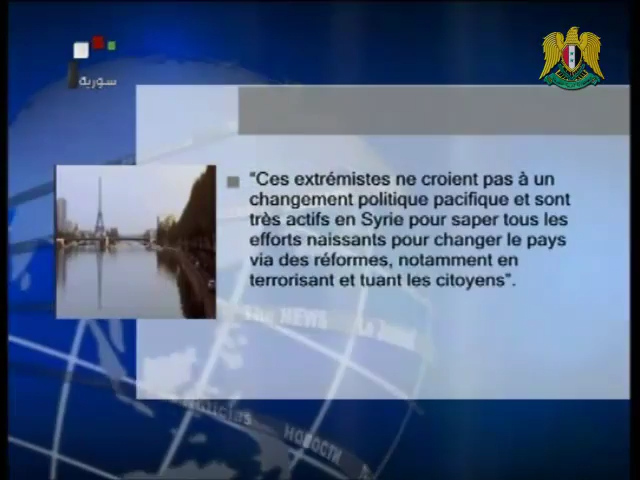 سورية
"Ces extrémistes ne croient pas à un
changement politique pacifique et sont
très actifs en Syrie pour saper tous les
efforts naissants pour changer le pays
via des réformes, notamment en
terrorisant et tuant les citoyens".
The NEWS
Articles
НОВОСТИ